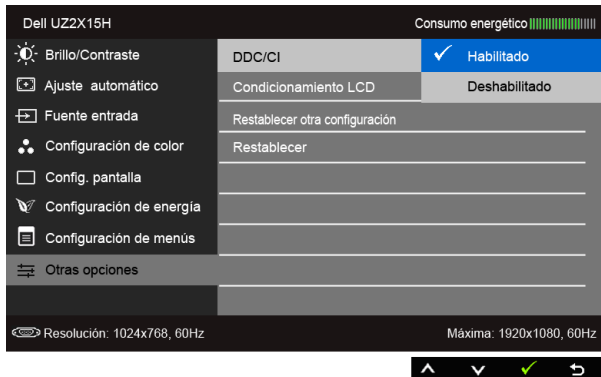 Dell UZ2X15H
Consumo energético
Brillo/Contraste
DDC/CI
Habilitado
Ajuste automático
Condicionamiento LCD
Deshabilitado
Fuente entrada
Restablecer otra configuración
Configuración de color
Restablecer
Config. pantalla
Configuración de energía
Configuración de menús
Otras opciones
Resolución: 1024x768, 60Hz
Máxima: 1920x1080, 60Hz